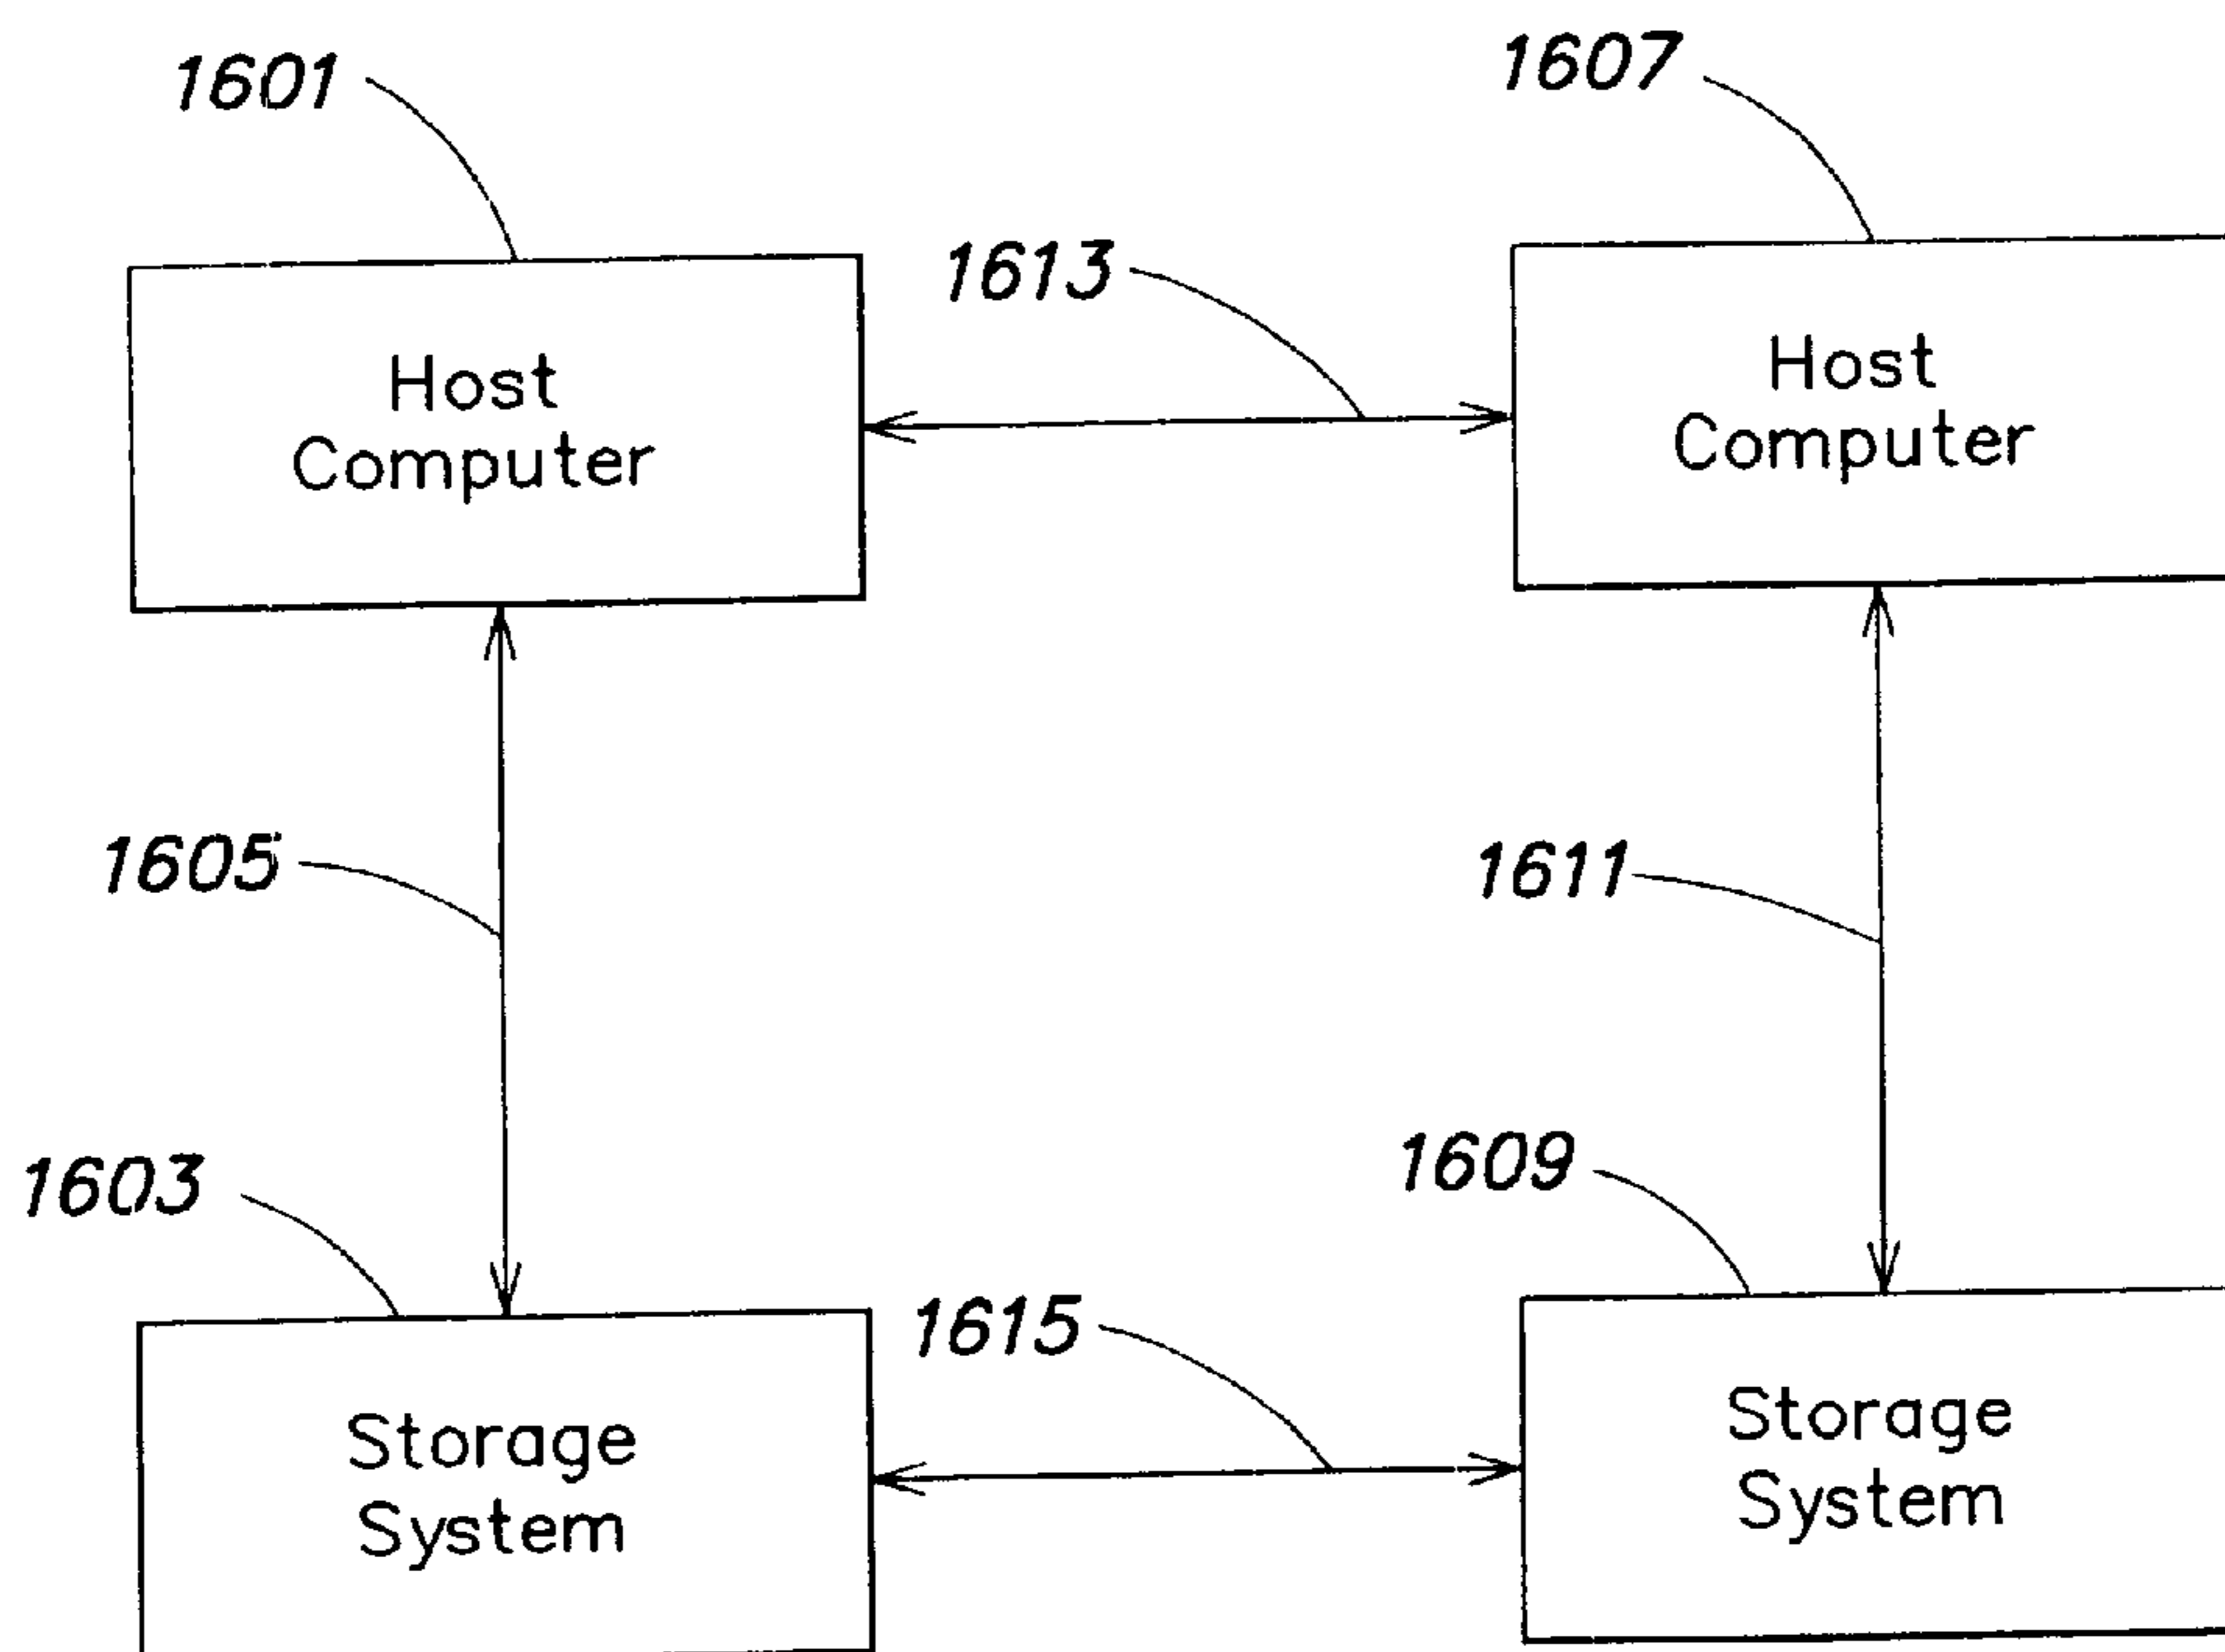 1601
1607
1613
Host
Computer
Host
Computer
1605
1611
1603
1609
1615
Storage
System
Storage
System